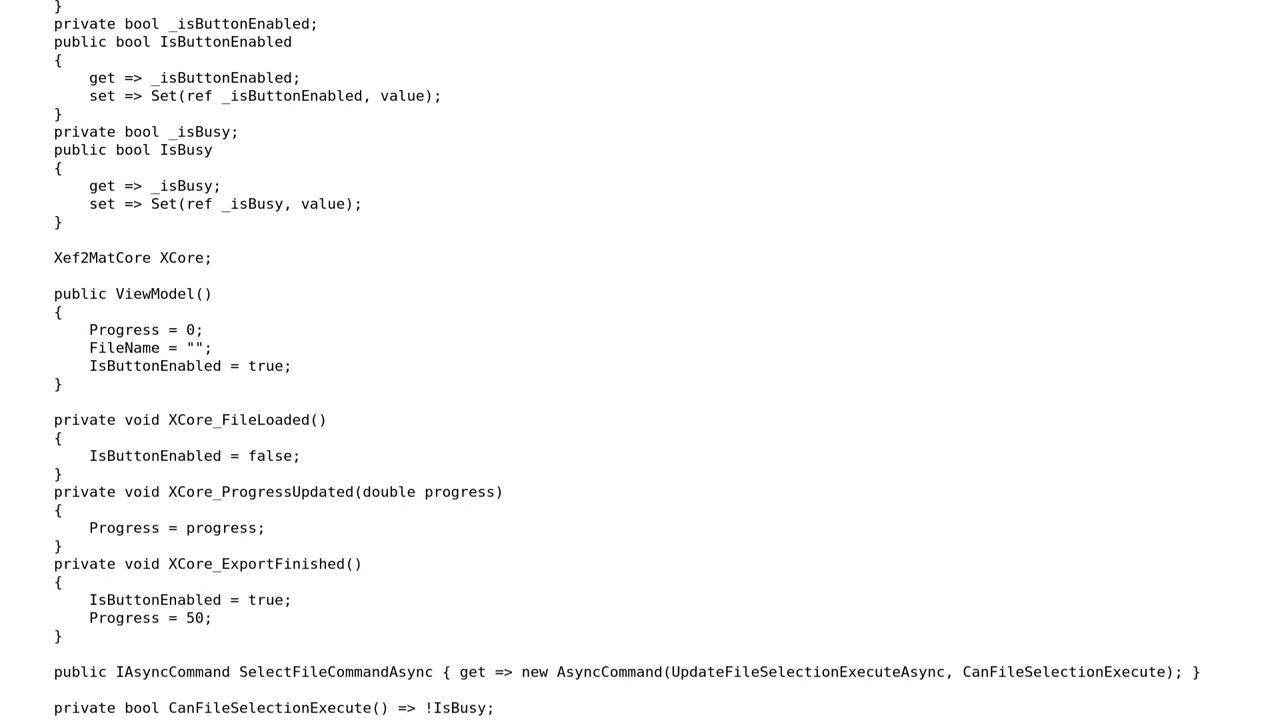 }
private bool _isButtonEnabled;
public bool IsButtonEnabled
{
    get => _isButtonEnabled;
    set => Set(ref _isButtonEnabled, value);
}
private bool _isBusy;
public bool IsBusy
{
    get => _isBusy;
    set => Set(ref _isBusy, value);
}

Xef2MatCore XCore;

public ViewModel()
{
    Progress = 0;
    FileName = "";
    IsButtonEnabled = true;
}

private void XCore_FileLoaded()
{
    IsButtonEnabled = false;
}
private void XCore_ProgressUpdated(double progress)
{
    Progress = progress;
}
private void XCore_ExportFinished()
{
    IsButtonEnabled = true;
    Progress = 50;
}

public IAsyncCommand SelectFileCommandAsync { get => new AsyncCommand(UpdateFileSelectionExecuteAsync, CanFileSelectionExecute); }

private bool CanFileSelectionExecute() => !IsBusy;